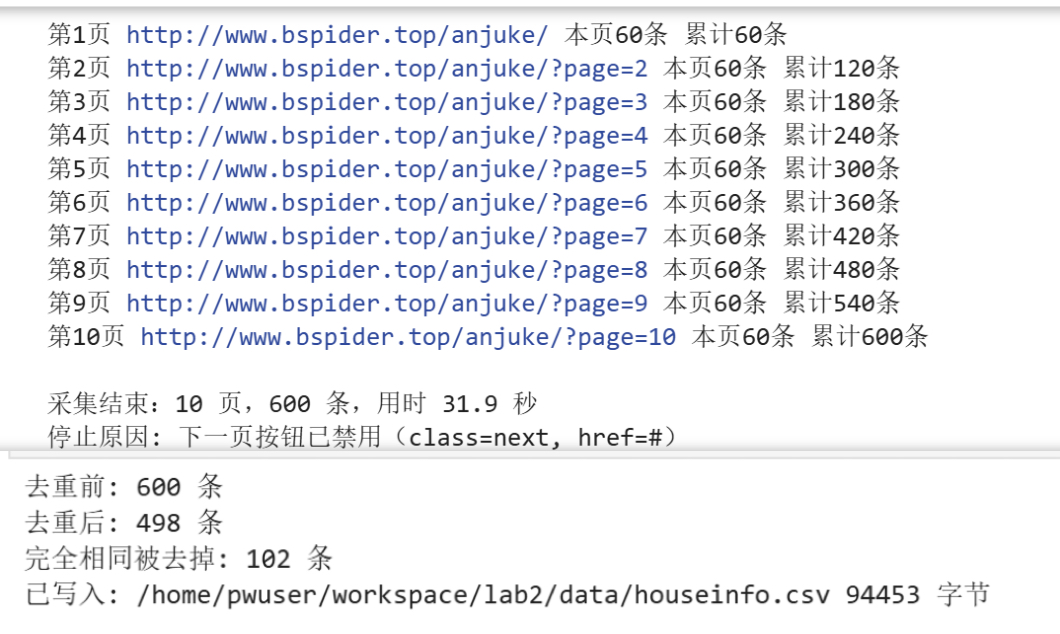 第1页 http://www.bspider.top/anjuke/ 本页60条 累计60条
第2页 http://www.bspider.top/anjuke/?page=2 本页60条 累计120条
第3页 http://www.bspider.top/anjuke/?page=3 本页60条 累计180条
第4页 http://www.bspider.top/anjuke/?page=4 本页60条 累计240条
第5页 http://www.bspider.top/anjuke/?page=5 本页60条 累计300条
第6页 http://www.bspider.top/anjuke/?page=6 本页60条 累计360条
第7页 http://www.bspider.top/anjuke/?page=7 本页60条 累计420条
第8页 http://www.bspider.top/anjuke/?page=8 本页60条 累计480条
第9页 http://www.bspider.top/anjuke/?page=9 本页60条 累计540条
第10页 http://www.bspider.top/anjuke/?page=10 本页60条 累计600条
采集结束: 10 页, 600 条, 用时 31.9 秒
停止原因: 下一页按钮已禁用（class=next, href=#）
去重前: 600 条
去重后: 498 条
完全相同被去掉: 102 条
已写入: /home/pwuser/workspace/lab2/data/houseinfo.csv 94453 字节